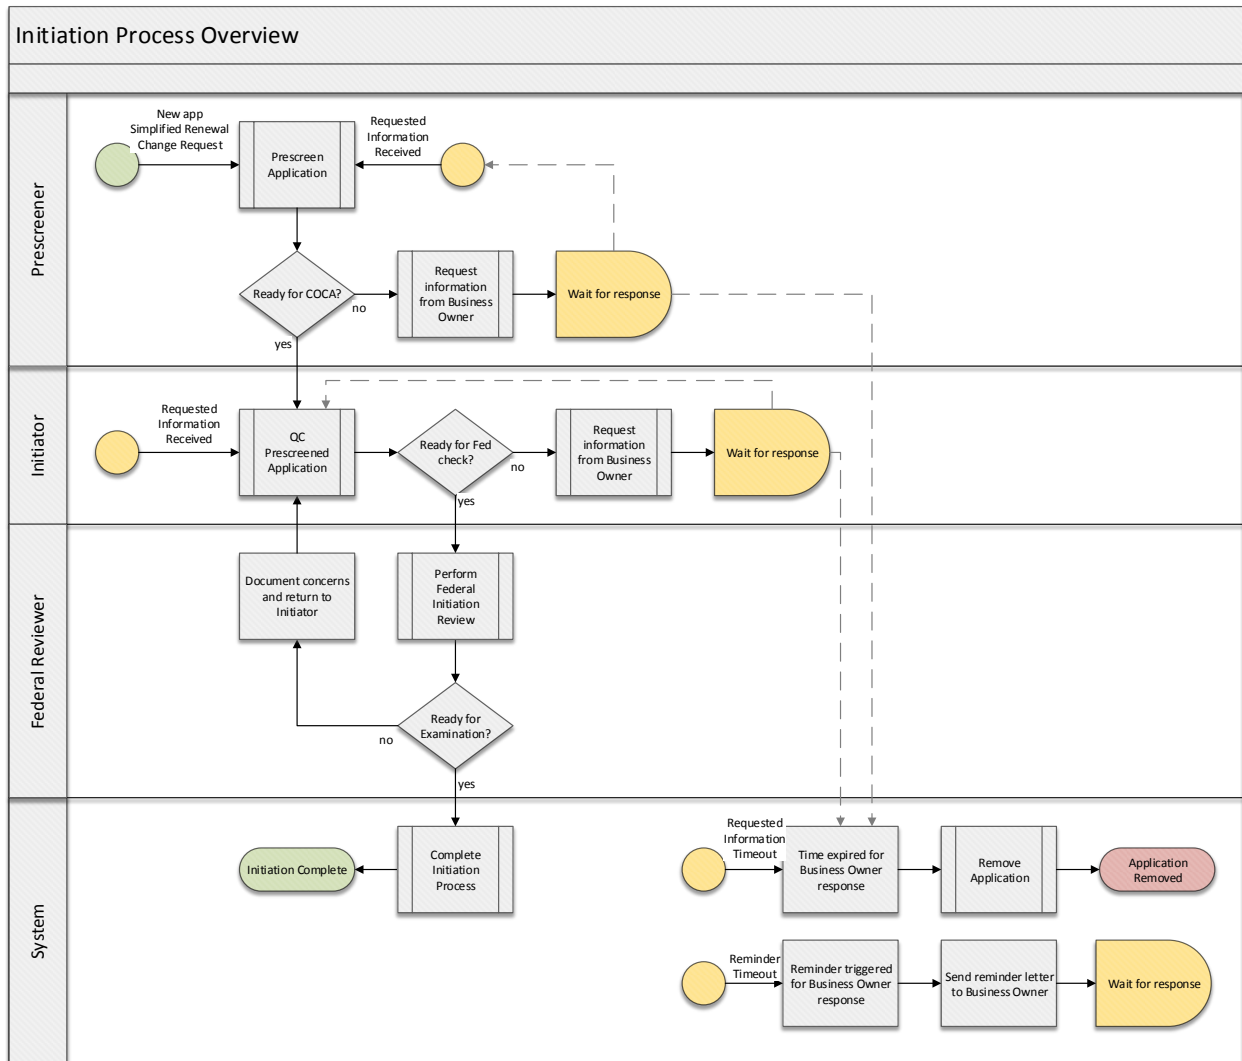 Initiation Process Overview
Prescreener
New app
Simplified Renewal
Change Request
Prescreen
Application
Requested
Information
Received
Ready for COCA?
no
yes
Request
information
from Business
Owner
Wait for response
Initiator
Requested
Information
Received
QC
Prescreened
Application
Ready for Fed
check?
no
yes
Request
information
from Business
Owner
Wait for response
Federal Reviewer
Document concerns
and return to
Initiator
Perform
Federal
Initiation
Review
Ready for
Examination?
no
yes
System
Initiation Complete
Complete
Initiation
Process
Requested
Information
Timeout
Time expired for
Business Owner
response
Remove
Application
Application
Removed
Reminder
Timeout
Reminder triggered
for Business Owner
response
Send reminder letter
to Business Owner
Wait for response